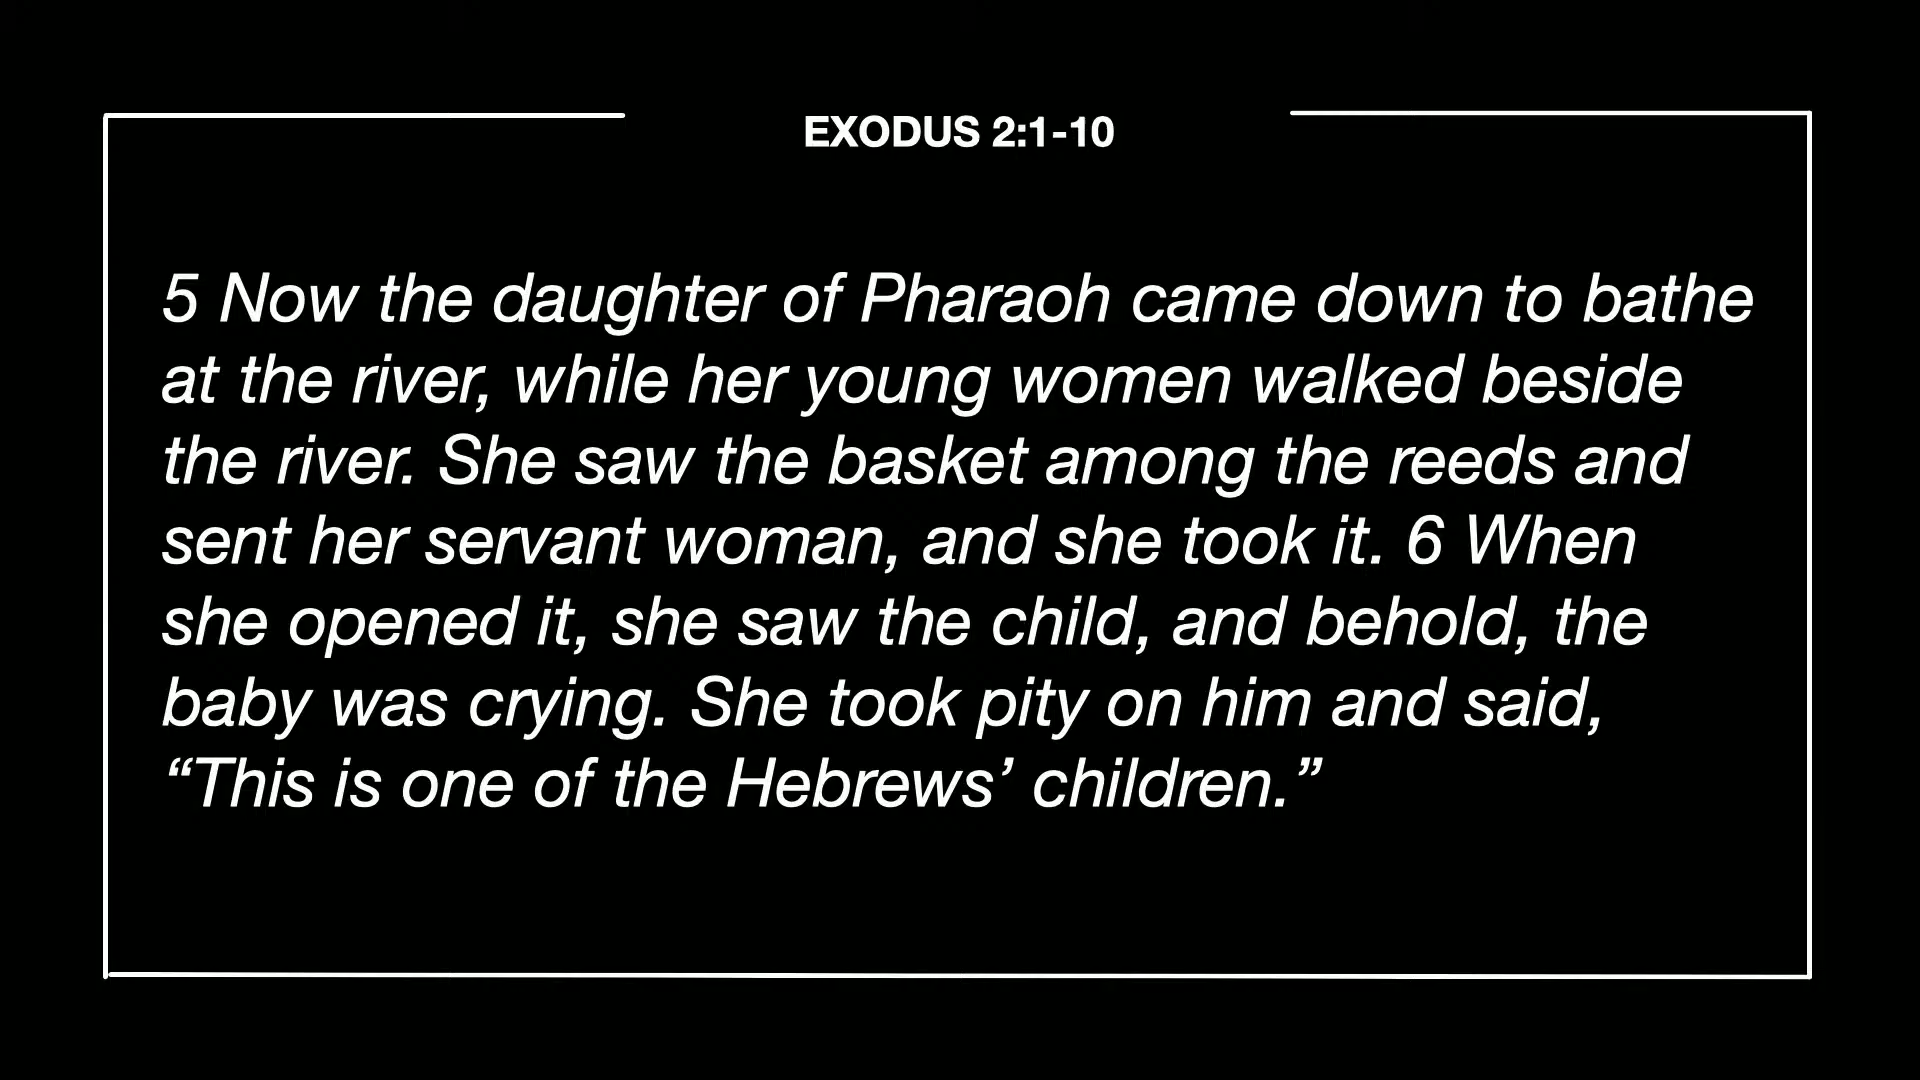 EXODUS 2:1-10
5 Now the daughter of Pharaoh came down to bathe
at the river, while her young women walked beside
the river. She saw the basket among the reeds and
sent her servant woman, and she took it. 6 When
she opened it, she saw the child, and behold, the
baby was crying. She took pity on him and said,
“This is one of the Hebrews’ children.”